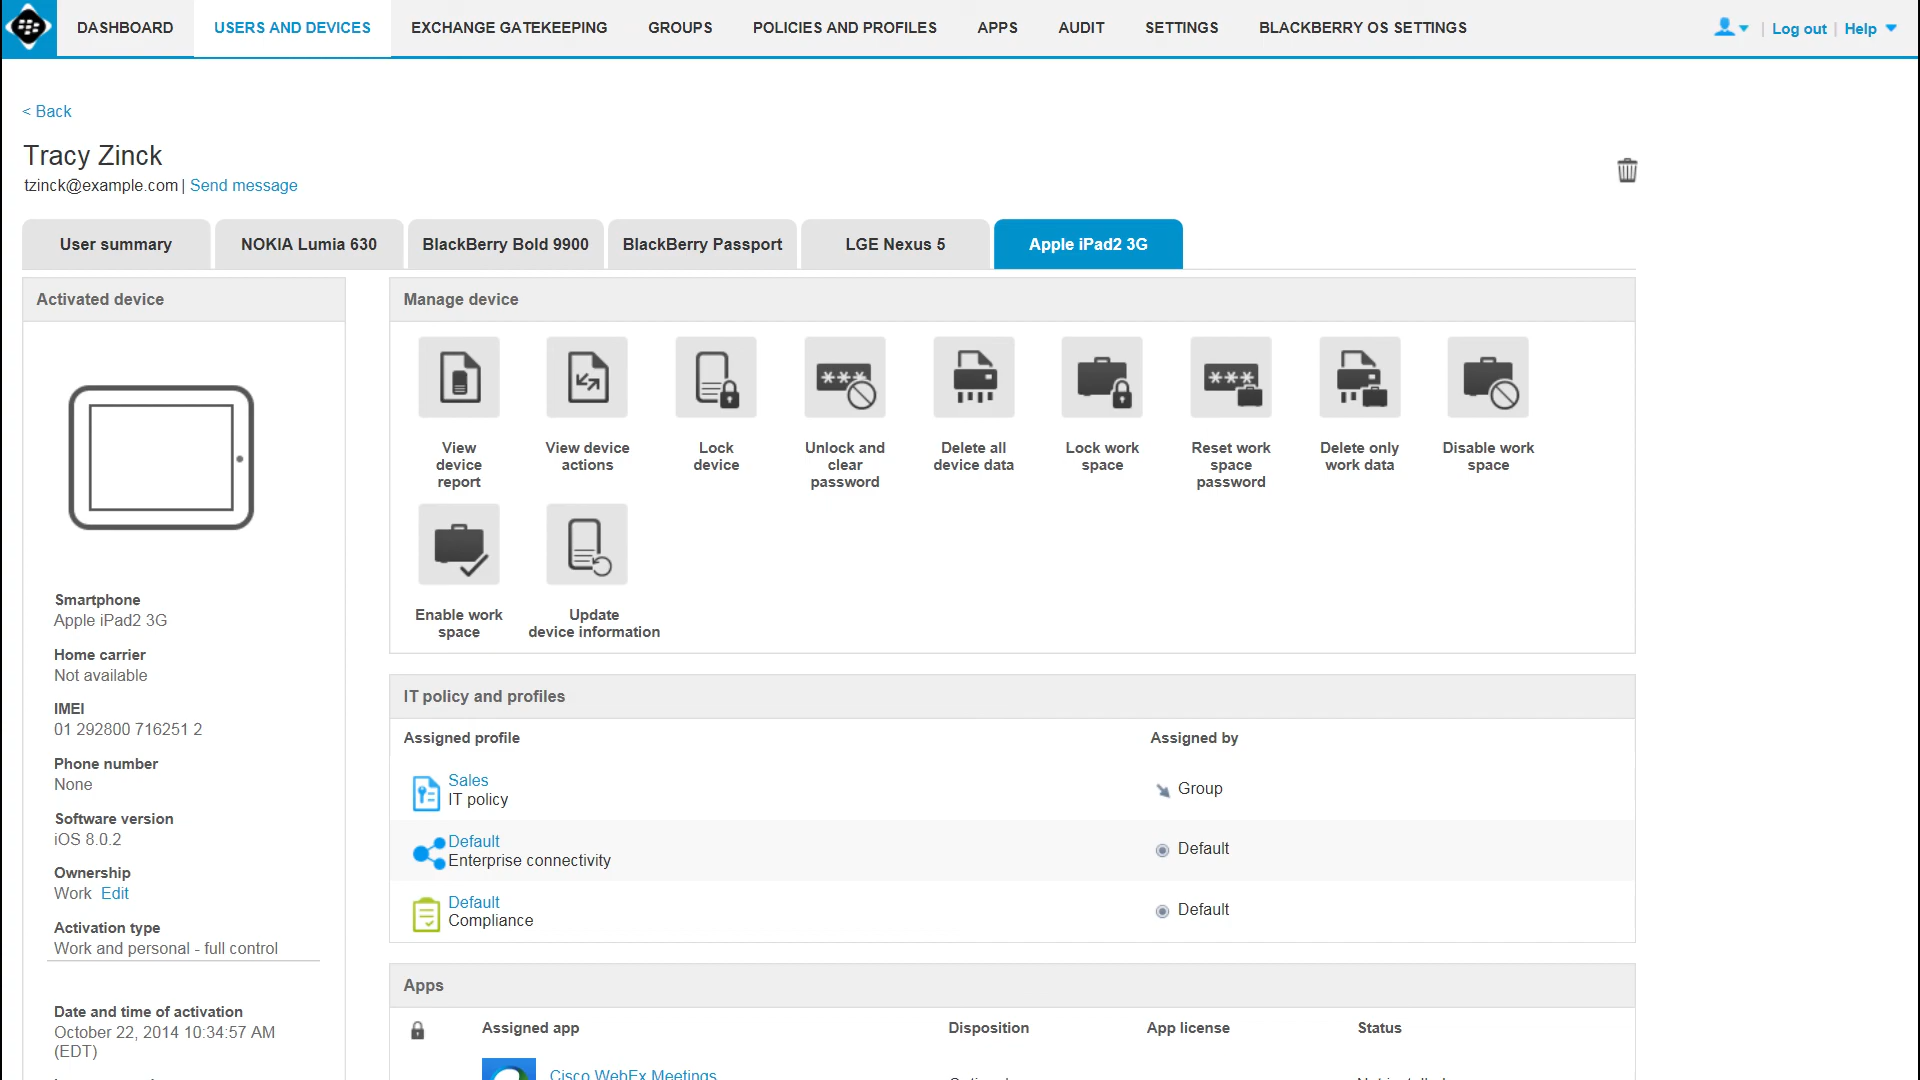 DASHBOARD
USERS AND DEVICES
EXCHANGE GATEKEEPING
GROUPS
POLICIES AND PROFILES
APPS
AUDIT
SETTINGS
BLACKBERRY OS SETTINGS
| Log out | Help
< Back
Tracy Zinck
tzinck@example.com | Send message
User summary
NOKIA Lumia 630
BlackBerry Bold 9900
BlackBerry Passport
LGE Nexus 5
Apple iPad2 3G
Activated device
Smartphone
Apple iPad2 3G
Home carrier
Not available
IMEI
01 292800 716251 2
Phone number
None
Software version
iOS 8.0.2
Ownership
Work Edit
Activation type
Work and personal - full control
Date and time of activation
October 22, 2014 10:34:57 AM
(EDT)
Manage device
View
device
report
View device
actions
Lock
device
Unlock and
clear
password
Delete all
device data
Lock work
space
Reset work
space
password
Delete only
work data
Disable work
space
Enable work
space
Update
device information
IT policy and profiles
Assigned profile
Assigned by
Sales
IT policy
Group
Default
Enterprise connectivity
Default
Default
Compliance
Default
Apps
Assigned app
Disposition
App license
Status
Cisco WebEx Meetings